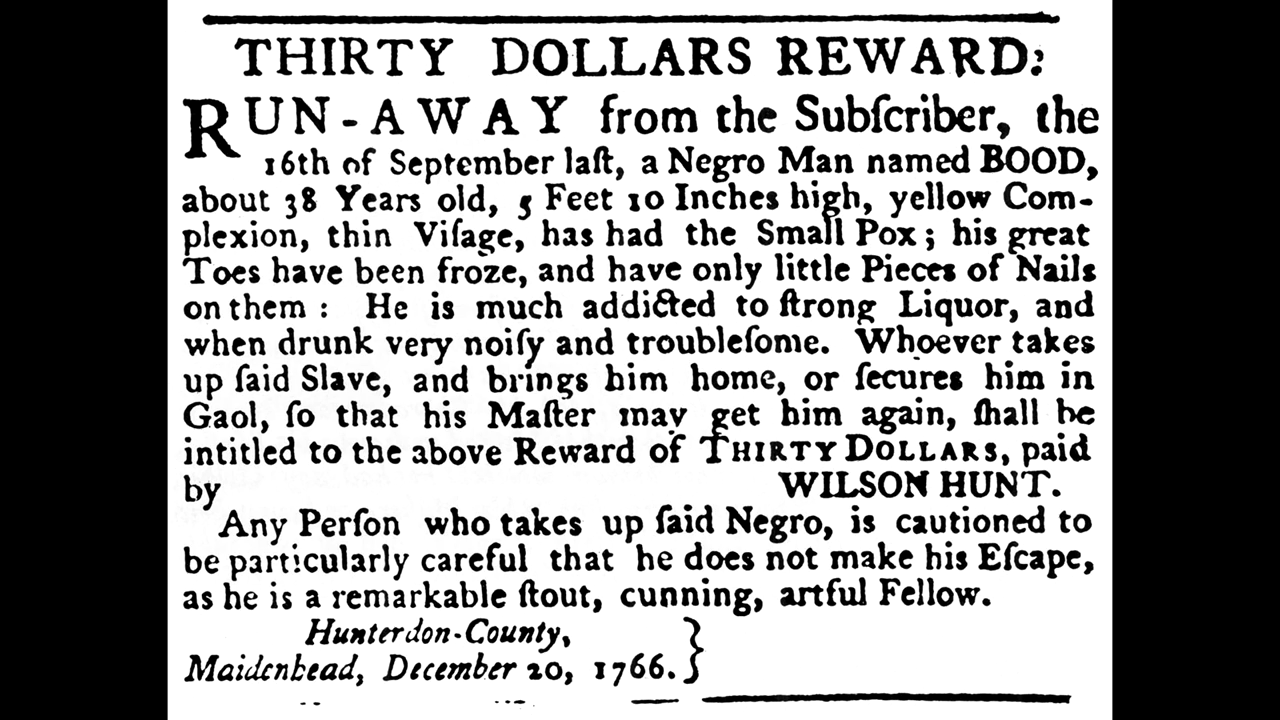 THIRTY DOLLARS REWARD:
RUN-AWAY from the Subſcriber, the
16th of September laſt, a Negro Man named BOOD,
about 38 Years old, 5 Feet 10 Inches high, yellow Com-
plexion, thin Viſage, has had the Small Pox; his great
Toes have been froze, and have only little Pieces of Nails
on them: He is much addicted to ſtrong Liquor, and
when drunk very noiſy and troubleſome. Whoever takes
up ſaid Slave, and brings him home, or ſecures him in
Gaol, ſo that his Maſter may get him again, ſhall be
intitled to the above Reward of THIRTY DOLLARS, paid
by WILSON HUNT.
Any Perſon who takes up ſaid Negro, is cautioned to
be particularly careful that he does not make his Eſcape,
as he is a remarkable ſtout, cunning, artful Fellow.
Hunterdon-County,
Maidenhead, December 20, 1766.}